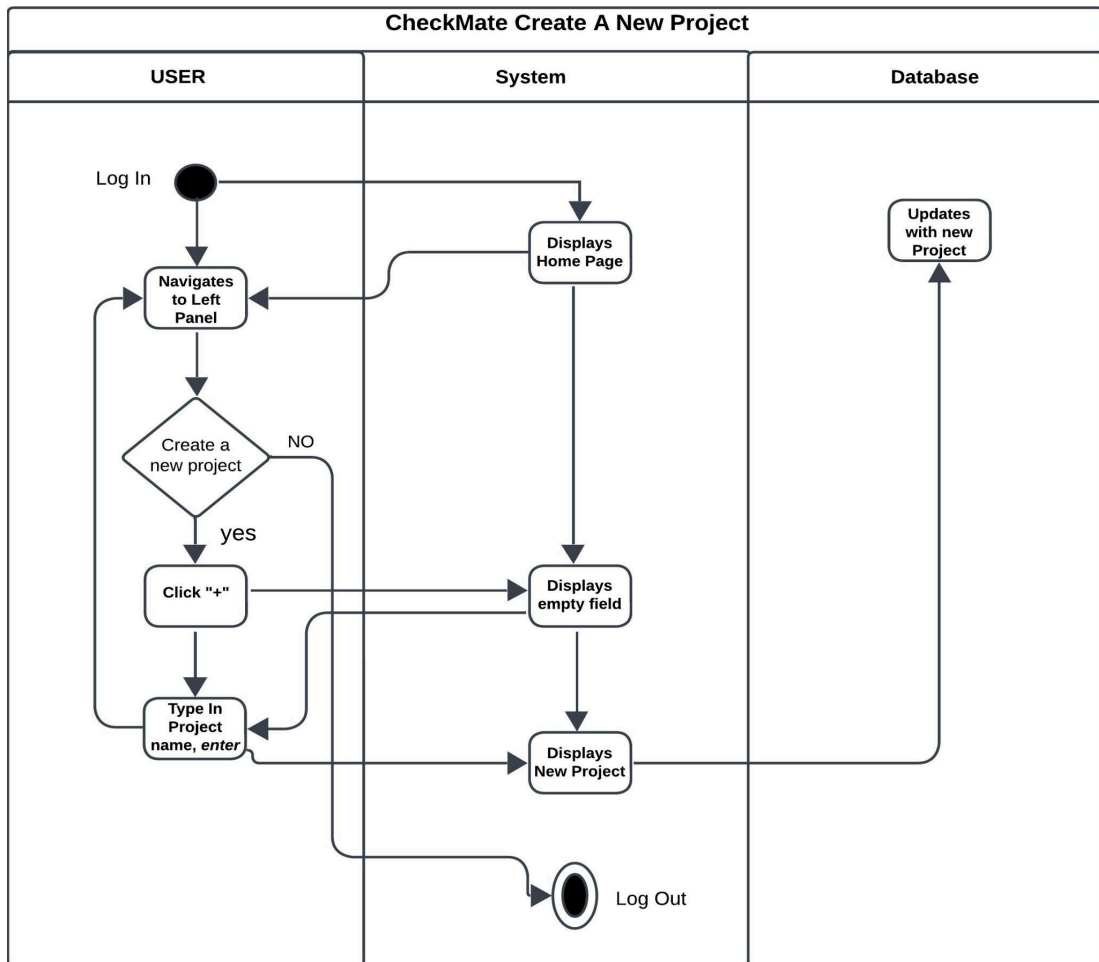 CheckMate Create A New Project
USER
System
Database
Log In
Displays
Home Page
Updates
with new
Project
Navigates
to Left
Panel
Create a
new project
NO
yes
Click "+"
Displays
empty field
Type In
Project
name, enter
Displays
New Project
Log Out